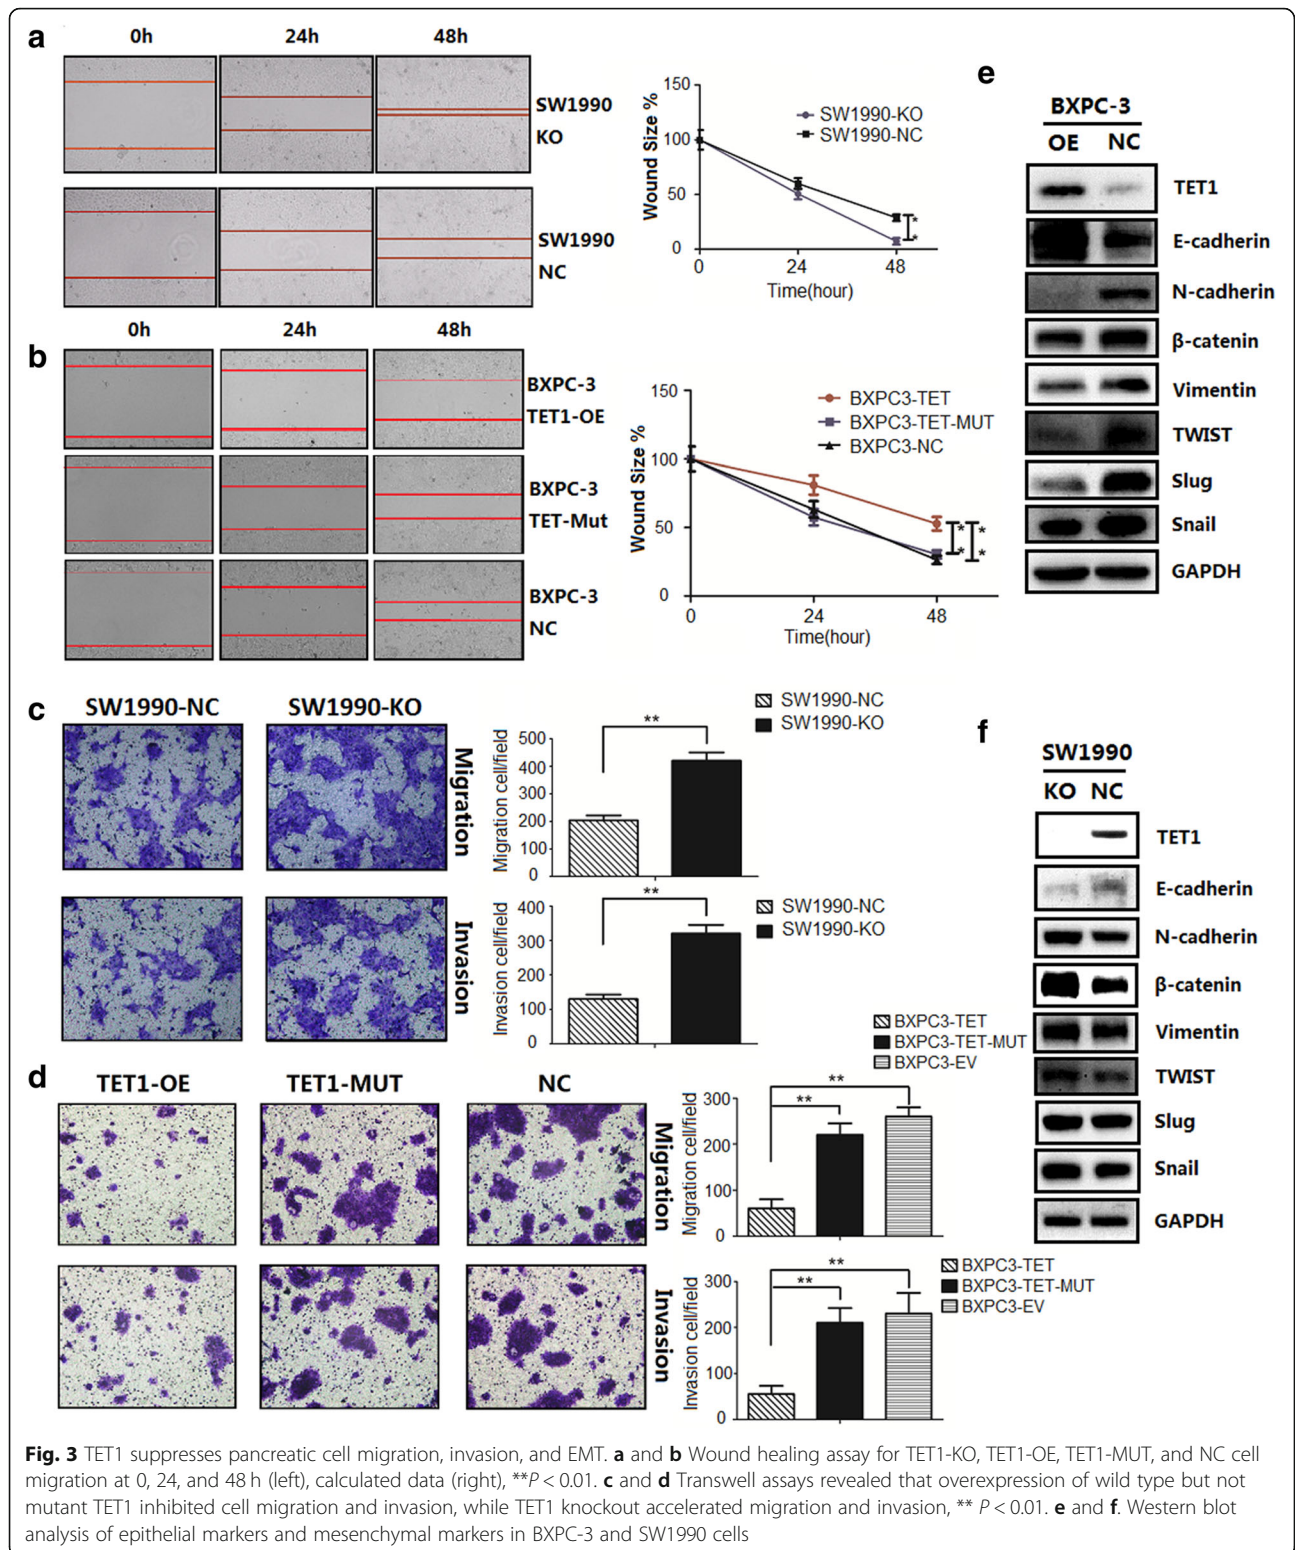 a
0h 24h 48h
SW1990
KO
SW1990
NC
Wound Size %
150
100
50
0
0 24 48
Time(hour)
SW1990-KO
SW1990-NC
**
b
0h 24h 48h
BXPC-3
TET1-OE
BXPC-3
TET-Mut
BXPC-3
NC
Wound Size %
150
100
50
0
0 24 48
Time(hour)
BXPC3-TET
BXPC3-TET-MUT
BXPC3-NC
** **
c
SW1990-NC SW1990-KO
Migration
Invasion
Migration cell/field
500
400
300
200
100
0
**
SW1990-NC
SW1990-KO
Invasion cell/field
400
300
200
100
0
**
SW1990-NC
SW1990-KO
d
TET1-OE TET1-MUT NC
Migration
Invasion
BXPC3-TET
BXPC3-TET-MUT
BXPC3-EV
Migration cell/field
300
200
100
0
**
**
BXPC3-TET
BXPC3-TET-MUT
BXPC3-EV
Invasion cell/field
300
200
100
0
**
**
e
BXPC-3
OE NC
TET1
E-cadherin
N-cadherin
β-catenin
Vimentin
TWIST
Slug
Snail
GAPDH
f
SW1990
KO NC
TET1
E-cadherin
N-cadherin
β-catenin
Vimentin
TWIST
Slug
Snail
GAPDH
Fig. 3 TET1 suppresses pancreatic cell migration, invasion, and EMT. a and b Wound healing assay for TET1-KO, TET1-OE, TET1-MUT, and NC cell
migration at 0, 24, and 48 h (left), calculated data (right), **P < 0.01. c and d Transwell assays revealed that overexpression of wild type but not
mutant TET1 inhibited cell migration and invasion, while TET1 knockout accelerated migration and invasion, ** P < 0.01. e and f. Western blot
analysis of epithelial markers and mesenchymal markers in BXPC-3 and SW1990 cells